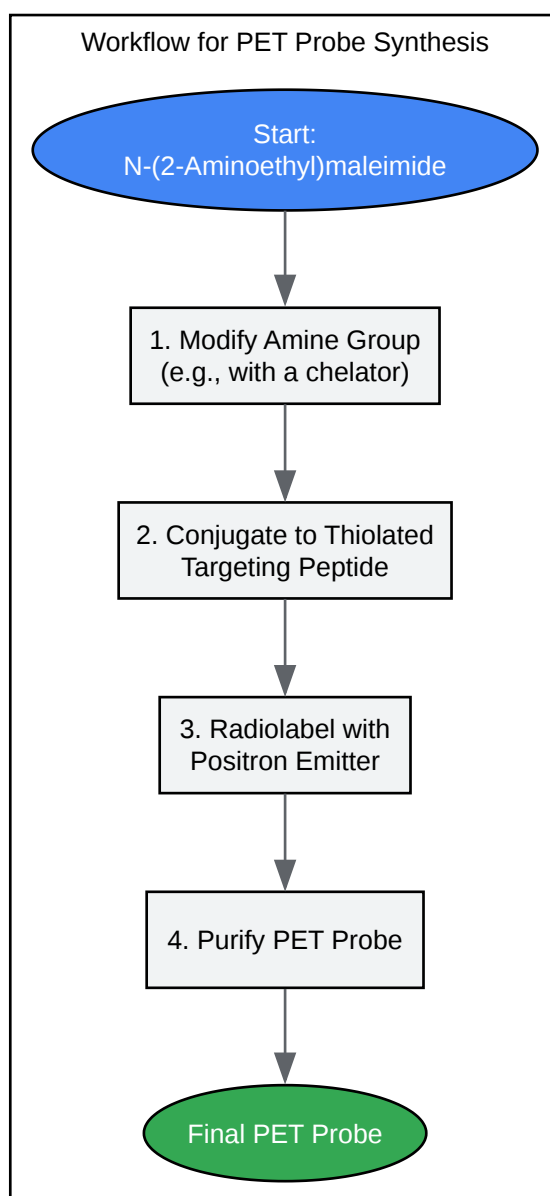 Workflow for PET Probe Synthesis
Start:
N-(2-Aminoethyl)maleimide
1. Modify Amine Group
(e.g., with a chelator)
2. Conjugate to Thiolated
Targeting Peptide
3. Radiolabel with
Positron Emitter
4. Purify PET Probe
Final PET Probe